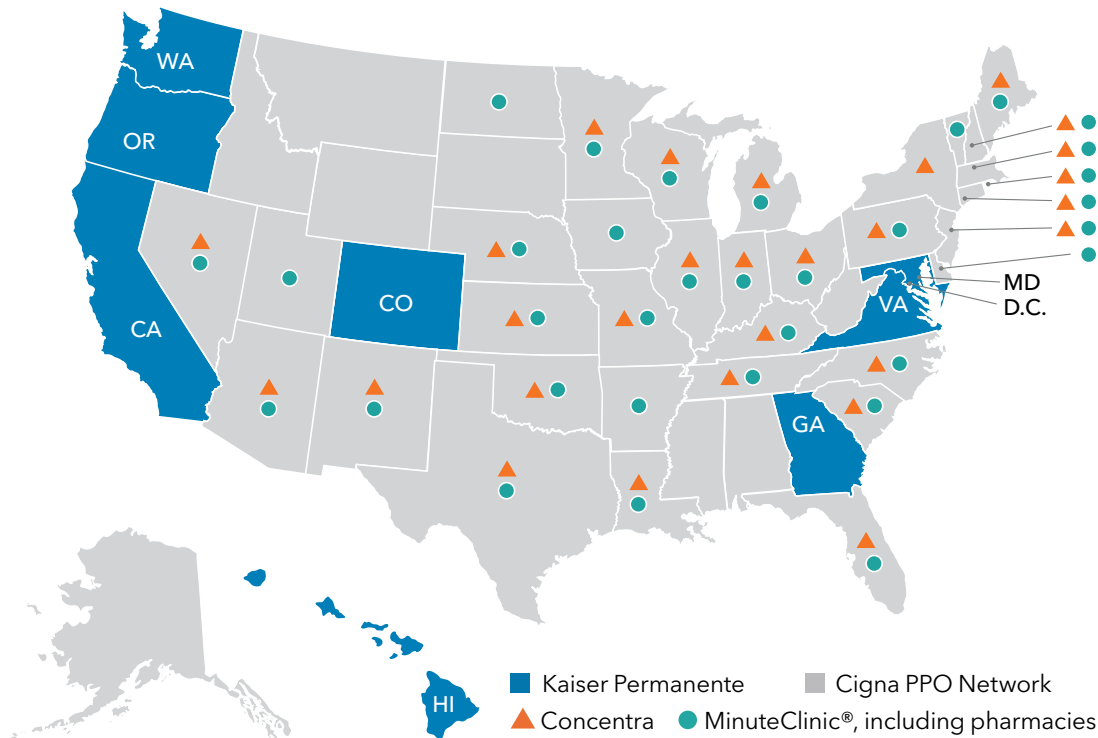 WA
OR
CA
CO
MD
D.C.
VA
GA
HI
Kaiser Permanente
Cigna PPO Network
Concentra
MinuteClinic®, including pharmacies